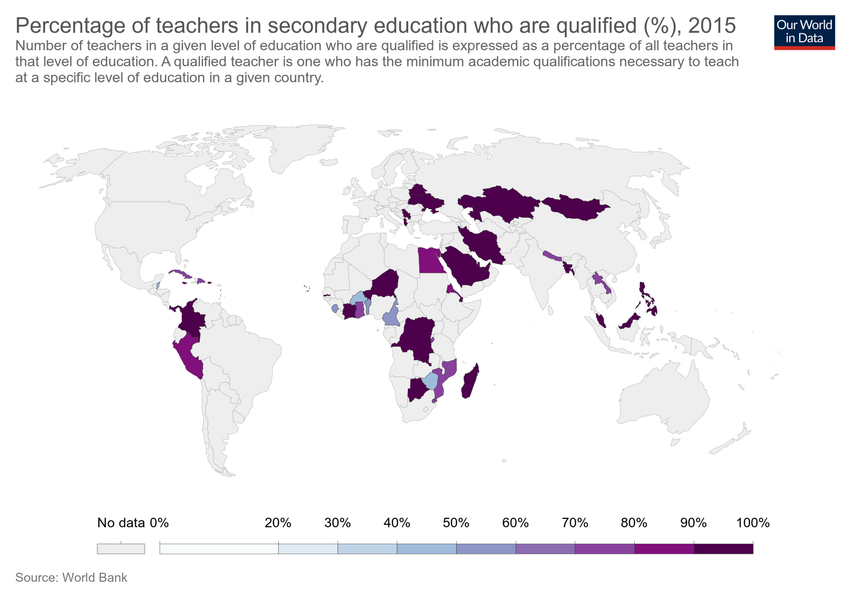 Percentage of teachers in secondary education who are qualified (%), 2015
Our World
in Data
Number of teachers in a given level of education who are qualified is expressed as a percentage of all teachers in
that level of education. A qualified teacher is one who has the minimum academic qualifications necessary to teach
at a specific level of education in a given country.
No data 0% 20% 30% 40% 50% 60% 70% 80% 90% 100%
Source: World Bank